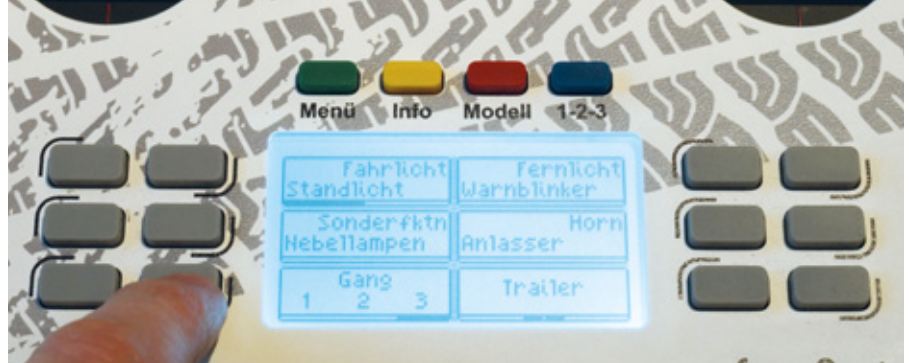 Menü Info Modell 1-2-3
Fahrlicht Fernlicht
Standlicht Warnblinker
Sonderfktn Horn
Nebellampen Anlasser
Gang Trailer
1 2 3